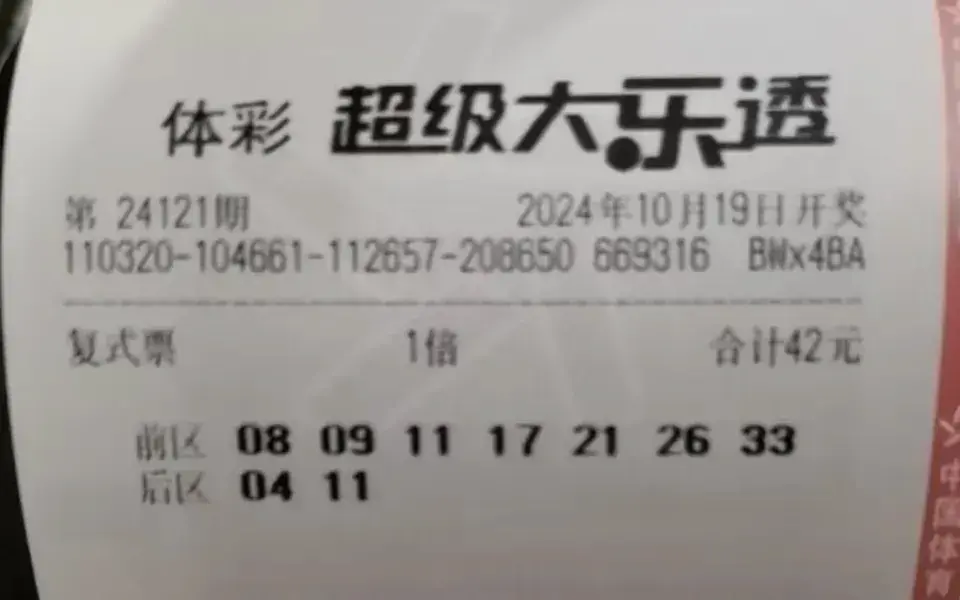 体彩 超级大乐透
第 24121期 2024年10月19日开奖
110320-104661-112657-208650 669316 BWx4BA
复式票 1倍 合计42元
前区 08 09 11 17 21 26 33
后区 04 11
中国体育